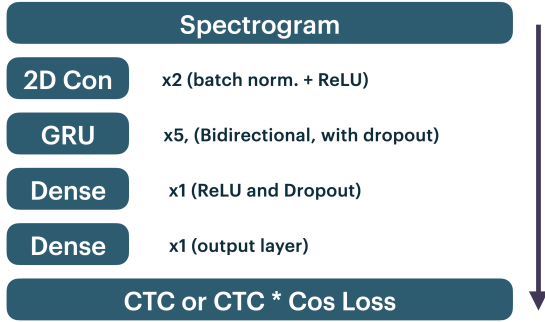 Spectrogram
2D Con x2 (batch norm. + ReLU)
GRU x5, (Bidirectional, with dropout)
Dense x1 (ReLU and Dropout)
Dense x1 (output layer)
CTC or CTC * Cos Loss